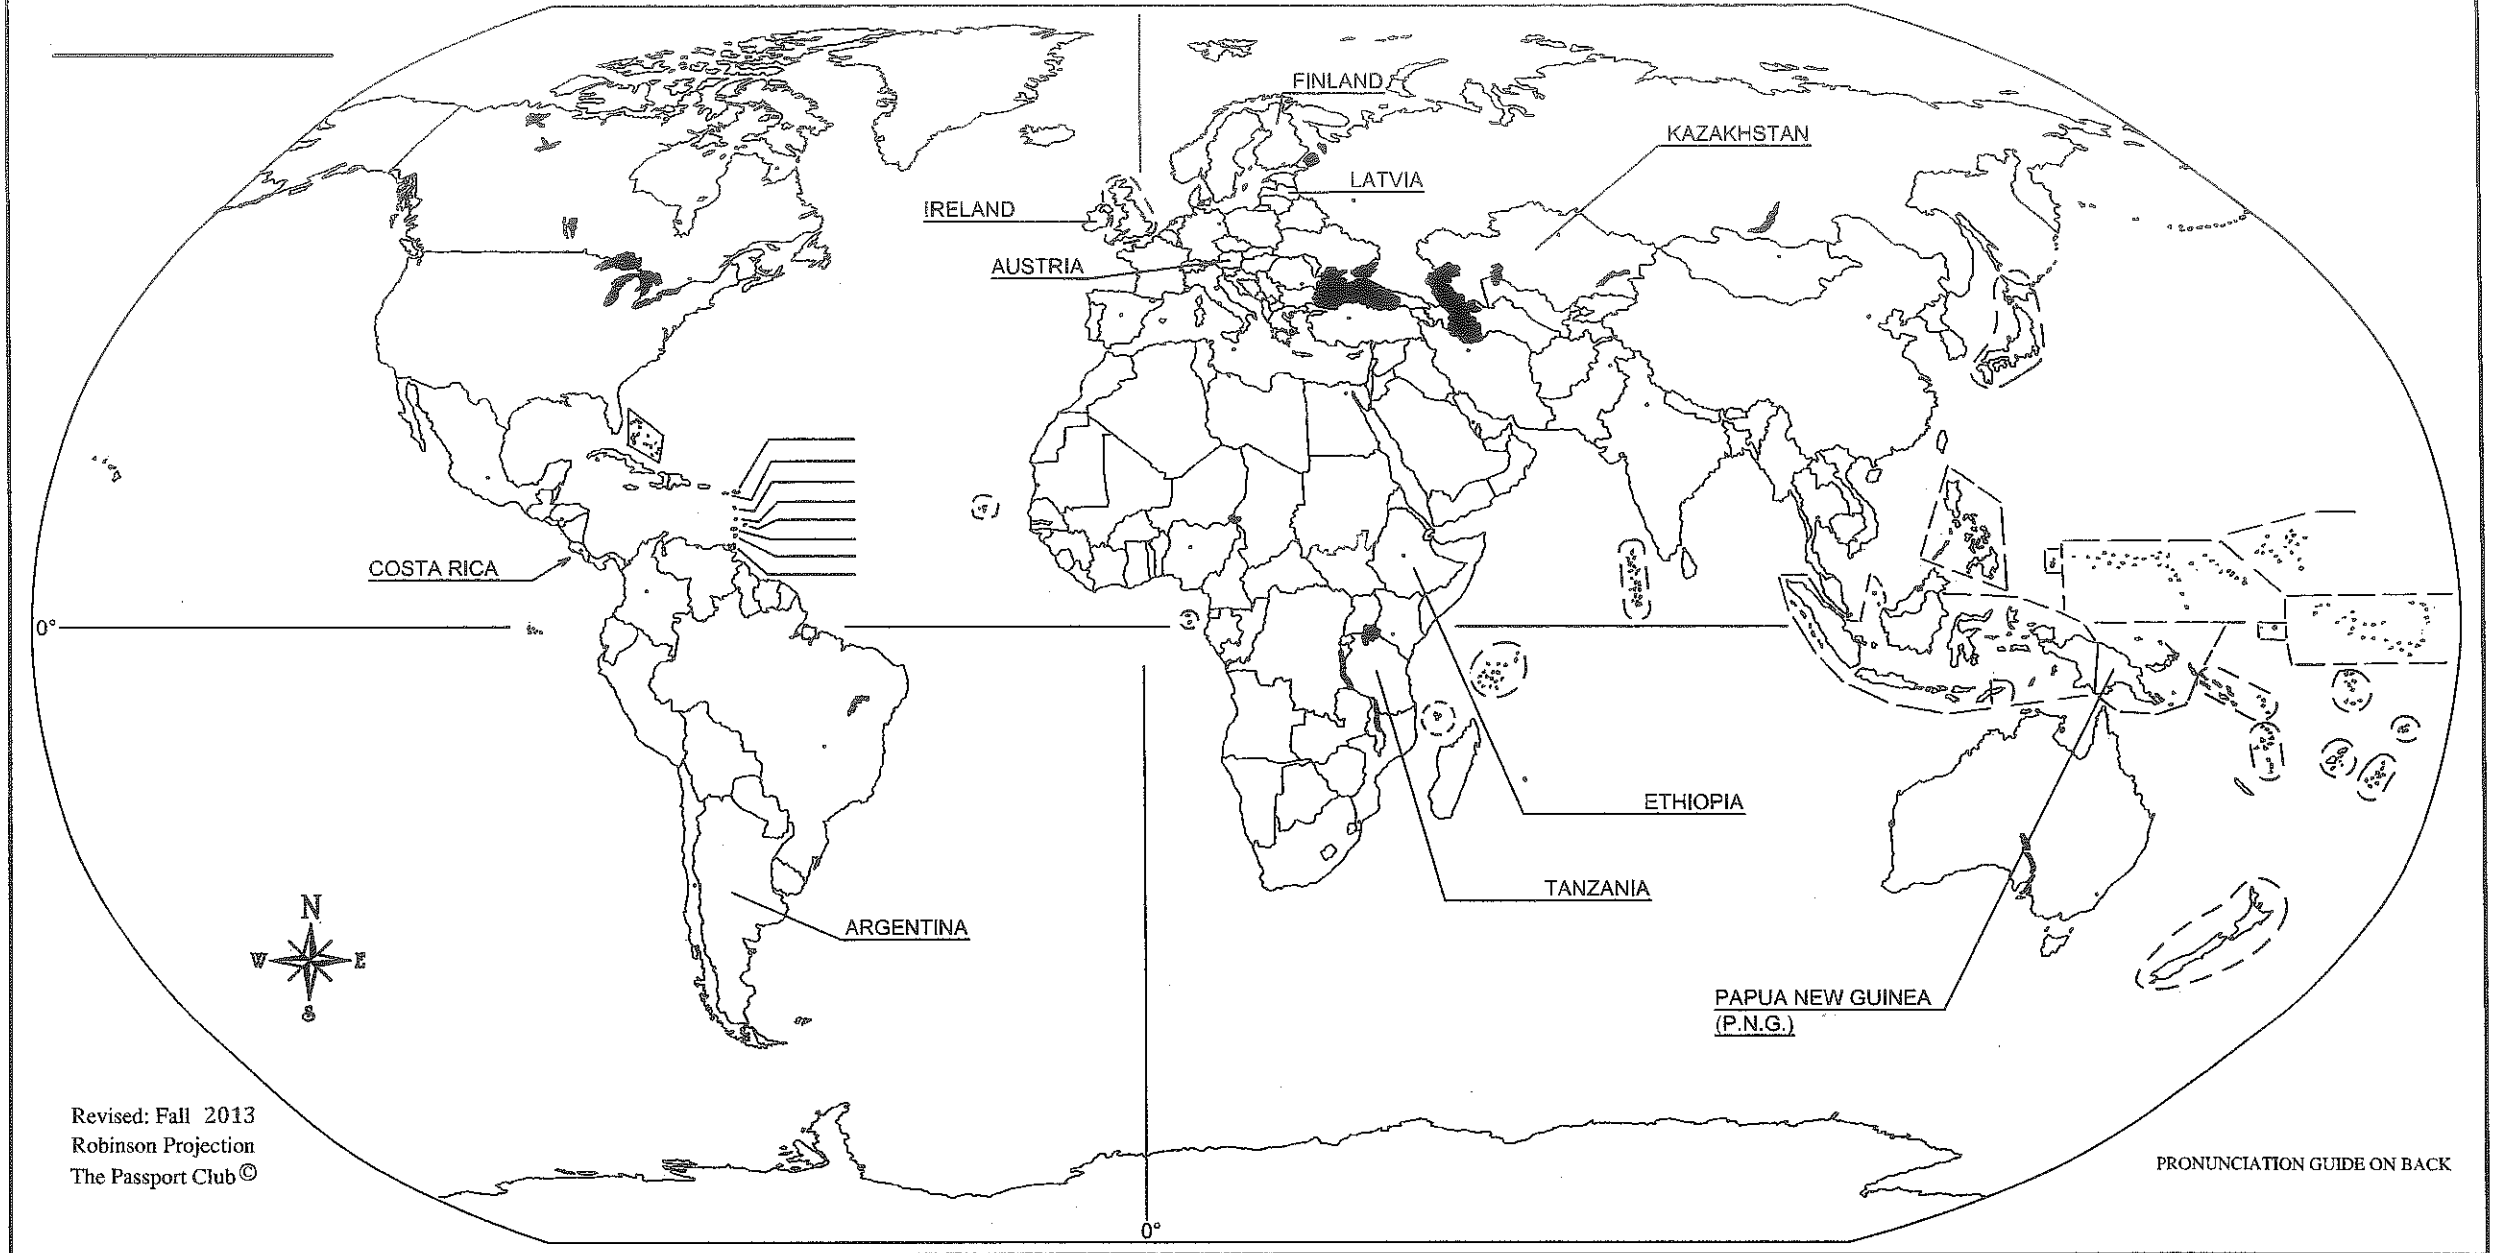 FINLAND
KAZAKHSTAN
LATVIA
IRELAND
AUSTRIA
COSTA RICA
0°
ETHIOPIA
TANZANIA
ARGENTINA
N
W E
S
PAPUA NEW GUINEA
(P.N.G.)
Revised: Fall 2013
Robinson Projection
The Passport Club©
PRONUNCIATION GUIDE ON BACK
0°